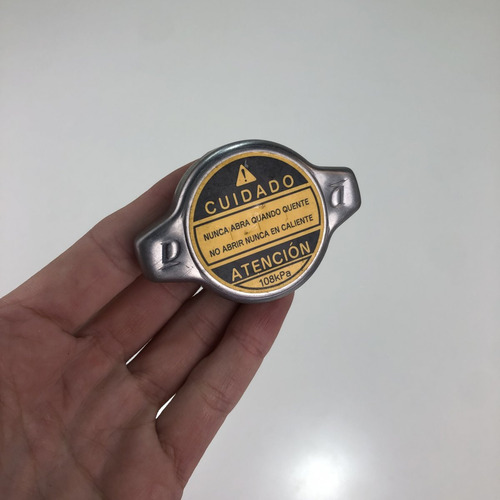 CUIDADO
NUNCA ABRA QUANDO QUENTE
NO ABRIR NUNCA EN CALIENTE
ATENCIÓN
108kPa